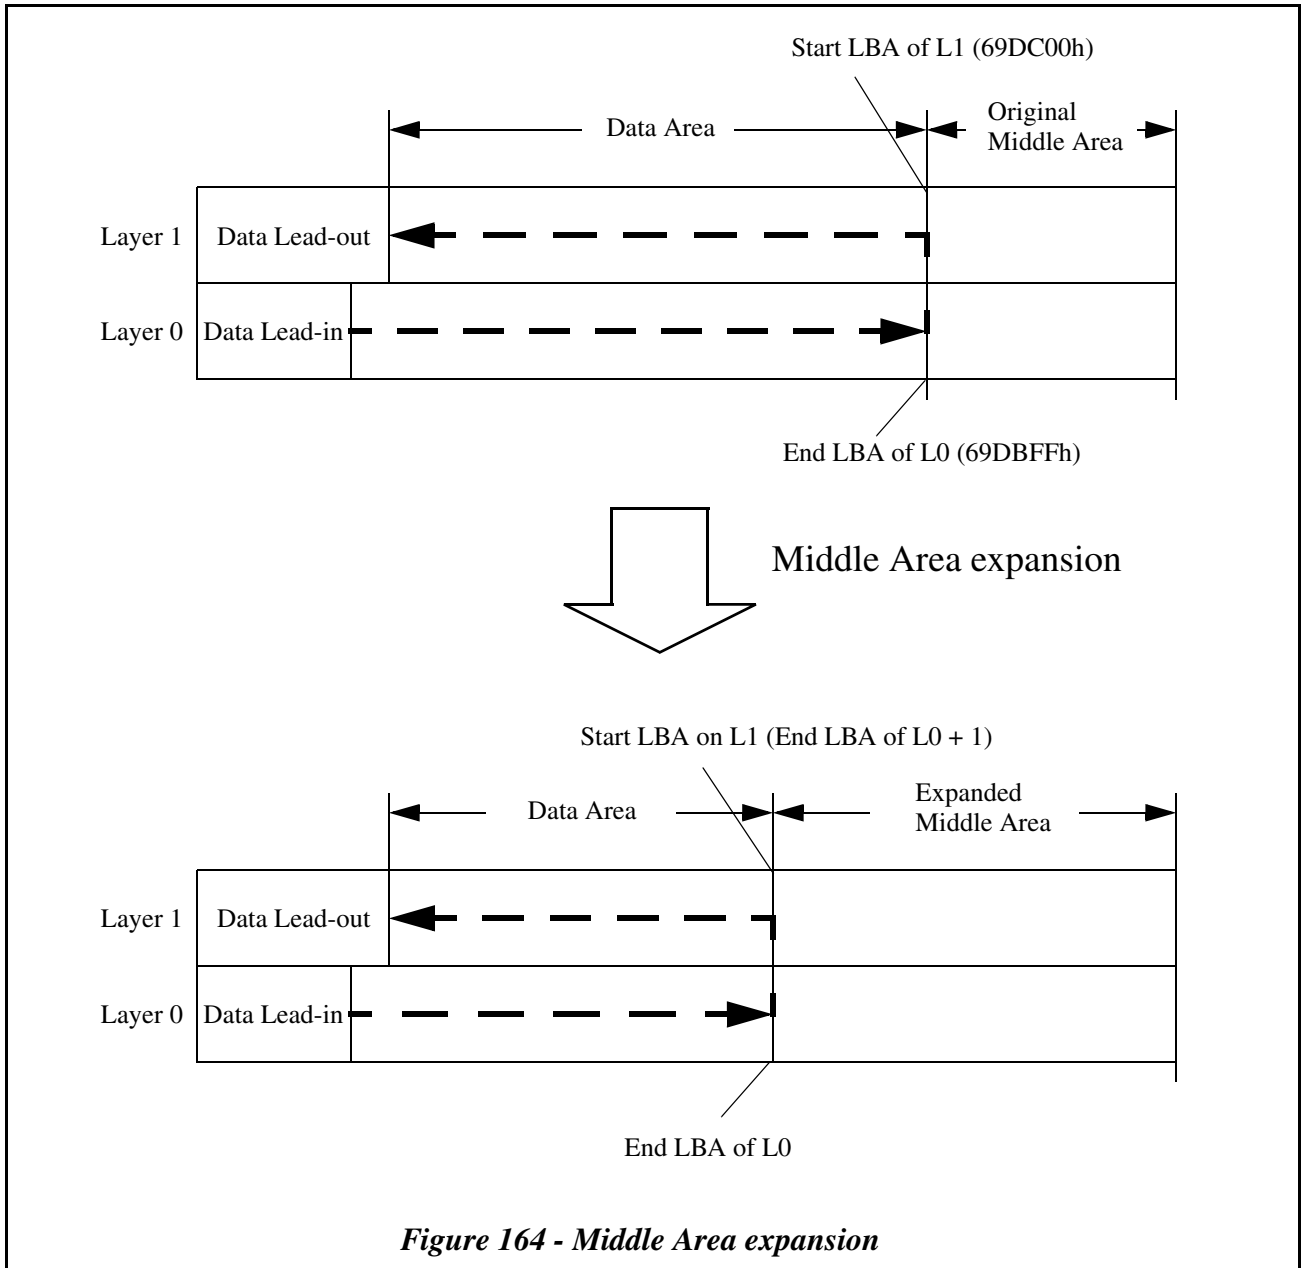 Start LBA of L1 (69DC00h)
Data Area
Original
Middle Area
Layer 1
Data Lead-out
Layer 0
Data Lead-in
End LBA of L0 (69DBFFh)
Middle Area expansion
Start LBA on L1 (End LBA of L0 + 1)
Data Area
Expanded
Middle Area
Layer 1
Data Lead-out
Layer 0
Data Lead-in
End LBA of L0
Figure 164 - Middle Area expansion